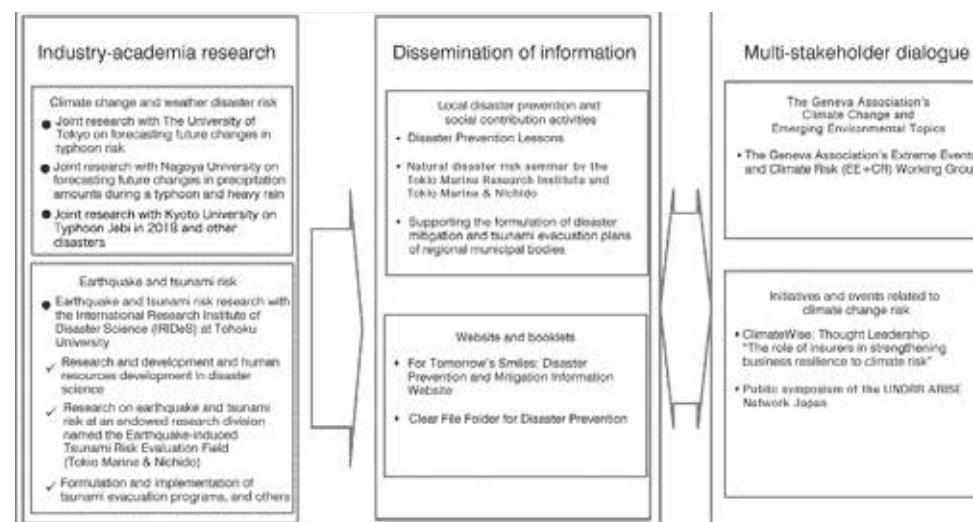 Industry-academia research
Climate change and weather disaster risk
● Joint research with The University of
Tokyo on forecasting future changes in
typhoon risk
● Joint research with Nagoya University on
forecasting future changes in precipitation
amounts during a typhoon and heavy rain
● Joint research with Kyoto University on
Typhoon Jebi in 2018 and other
disasters
Earthquake and tsunami risk
● Earthquake and tsunami risk research with
the International Research Institute of
Disaster Science (IRIDeS) at Tohoku
University
✓ Research and development and human
resources development in disaster
science
✓ Research on earthquake and tsunami
risk at an endowed research division
named the Earthquake-induced
Tsunami Risk Evaluation Field
(Tokio Marine & Nichido)
✓ Formulation and implementation of
tsunami evacuation programs, and others
Dissemination of information
Local disaster prevention and
social contribution activities
• Disaster Prevention Lessons
• Natural disaster risk seminar by the
Tokio Marine Research Institute and
Tokio Marine & Nichido
• Supporting the formulation of disaster
mitigation and tsunami evacuation plans
of regional municipal bodies
Website and booklets
• For Tomorrow's Smiles: Disaster
Prevention and Mitigation Information
Website
• Clear File Folder for Disaster Prevention
Multi-stakeholder dialogue
The Geneva Association's
Climate Change and
Emerging Environmental Topics
• The Geneva Association's Extreme Events
and Climate Risk (EE+CR) Working Grou
Initiatives and events related to
climate change risk
• ClimateWise: Thought Leadership
"The role of insurers in strengthening
business resilience to climate risk"
• Public symposium of the UNDRR ARISE
Network Japan